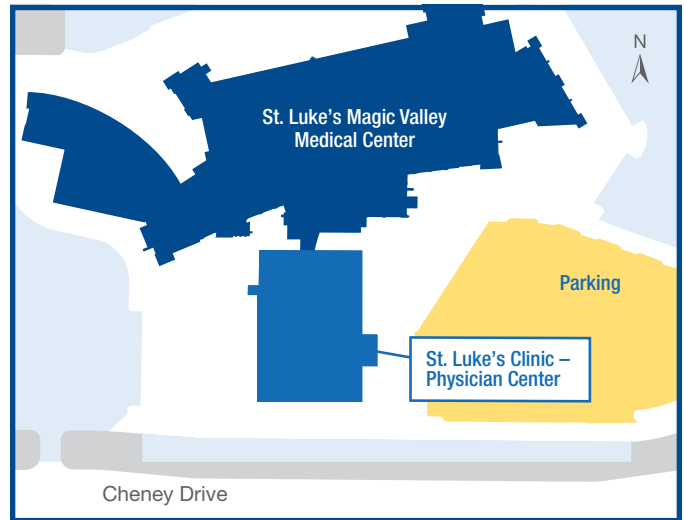 N
St. Luke's Magic Valley
Medical Center
Parking
St. Luke's Clinic –
Physician Center
Cheney Drive